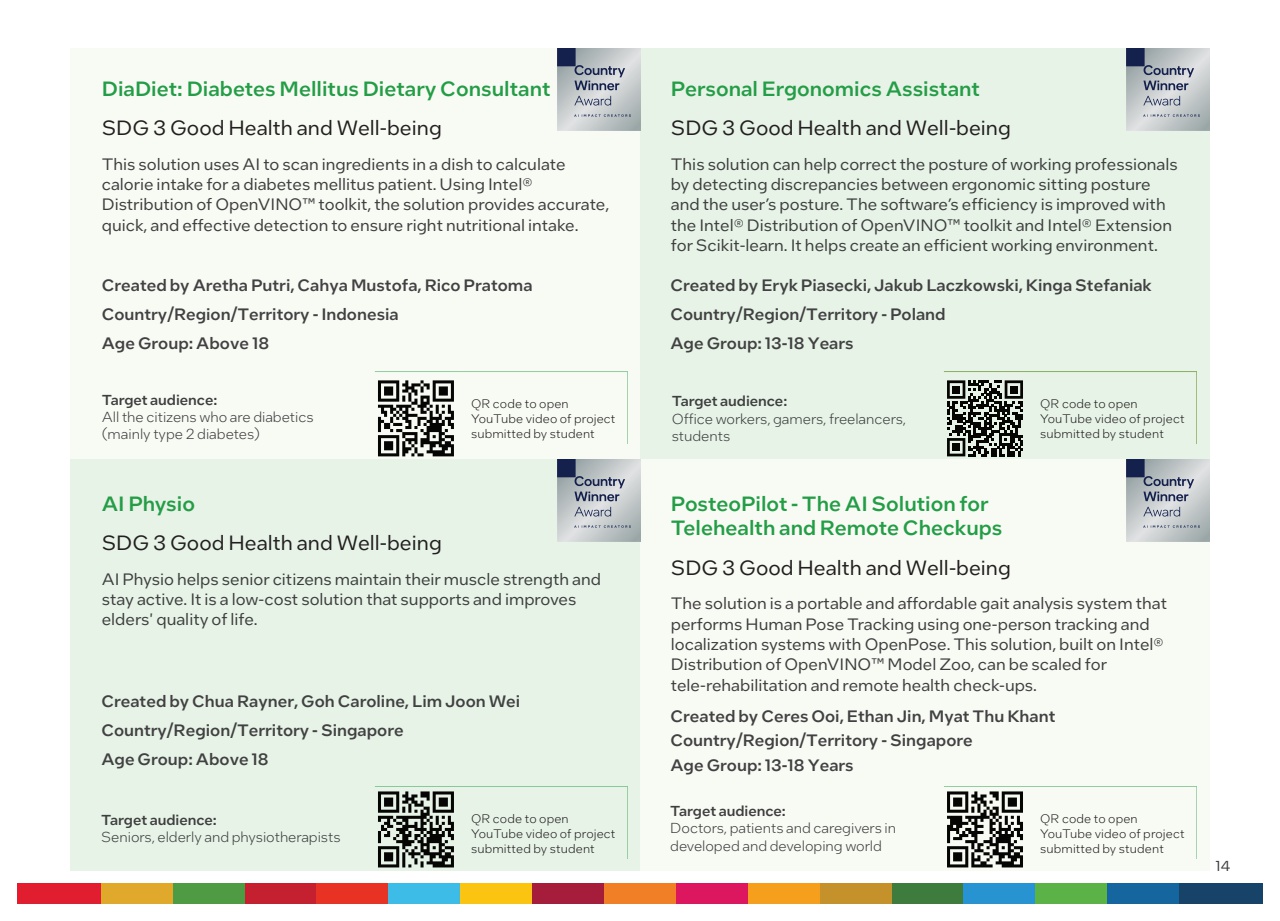 DiaDiet: Diabetes Mellitus Dietary Consultant
Country
Winner
Award
AI IMPACT CREATORS
SDG 3 Good Health and Well-being
This solution uses AI to scan ingredients in a dish to calculate
calorie intake for a diabetes mellitus patient. Using Intel®
Distribution of OpenVINO™ toolkit, the solution provides accurate,
quick, and effective detection to ensure right nutritional intake.
Created by Aretha Putri, Cahya Mustofa, Rico Pratoma
Country/Region/Territory - Indonesia
Age Group: Above 18
Target audience:
All the citizens who are diabetics
(mainly type 2 diabetes)
QR code to open
YouTube video of project
submitted by student
Personal Ergonomics Assistant
Country
Winner
Award
AI IMPACT CREATORS
SDG 3 Good Health and Well-being
This solution can help correct the posture of working professionals
by detecting discrepancies between ergonomic sitting posture
and the user’s posture. The software’s efficiency is improved with
the Intel® Distribution of OpenVINO™ toolkit and Intel® Extension
for Scikit-learn. It helps create an efficient working environment.
Created by Eryk Piasecki, Jakub Laczkowski, Kinga Stefaniak
Country/Region/Territory - Poland
Age Group: 13-18 Years
Target audience:
Office workers, gamers, freelancers,
students
QR code to open
YouTube video of project
submitted by student
AI Physio
Country
Winner
Award
AI IMPACT CREATORS
SDG 3 Good Health and Well-being
AI Physio helps senior citizens maintain their muscle strength and
stay active. It is a low-cost solution that supports and improves
elders' quality of life.
Created by Chua Rayner, Goh Caroline, Lim Joon Wei
Country/Region/Territory - Singapore
Age Group: Above 18
Target audience:
Seniors, elderly and physiotherapists
QR code to open
YouTube video of project
submitted by student
PosteoPilot - The AI Solution for
Telehealth and Remote Checkups
Country
Winner
Award
AI IMPACT CREATORS
SDG 3 Good Health and Well-being
The solution is a portable and affordable gait analysis system that
performs Human Pose Tracking using one-person tracking and
localization systems with OpenPose. This solution, built on Intel®
Distribution of OpenVINO™ Model Zoo, can be scaled for
tele-rehabilitation and remote health check-ups.
Created by Ceres Ooi, Ethan Jin, Myat Thu Khant
Country/Region/Territory - Singapore
Age Group: 13-18 Years
Target audience:
Doctors, patients and caregivers in
developed and developing world
QR code to open
YouTube video of project
submitted by student
14